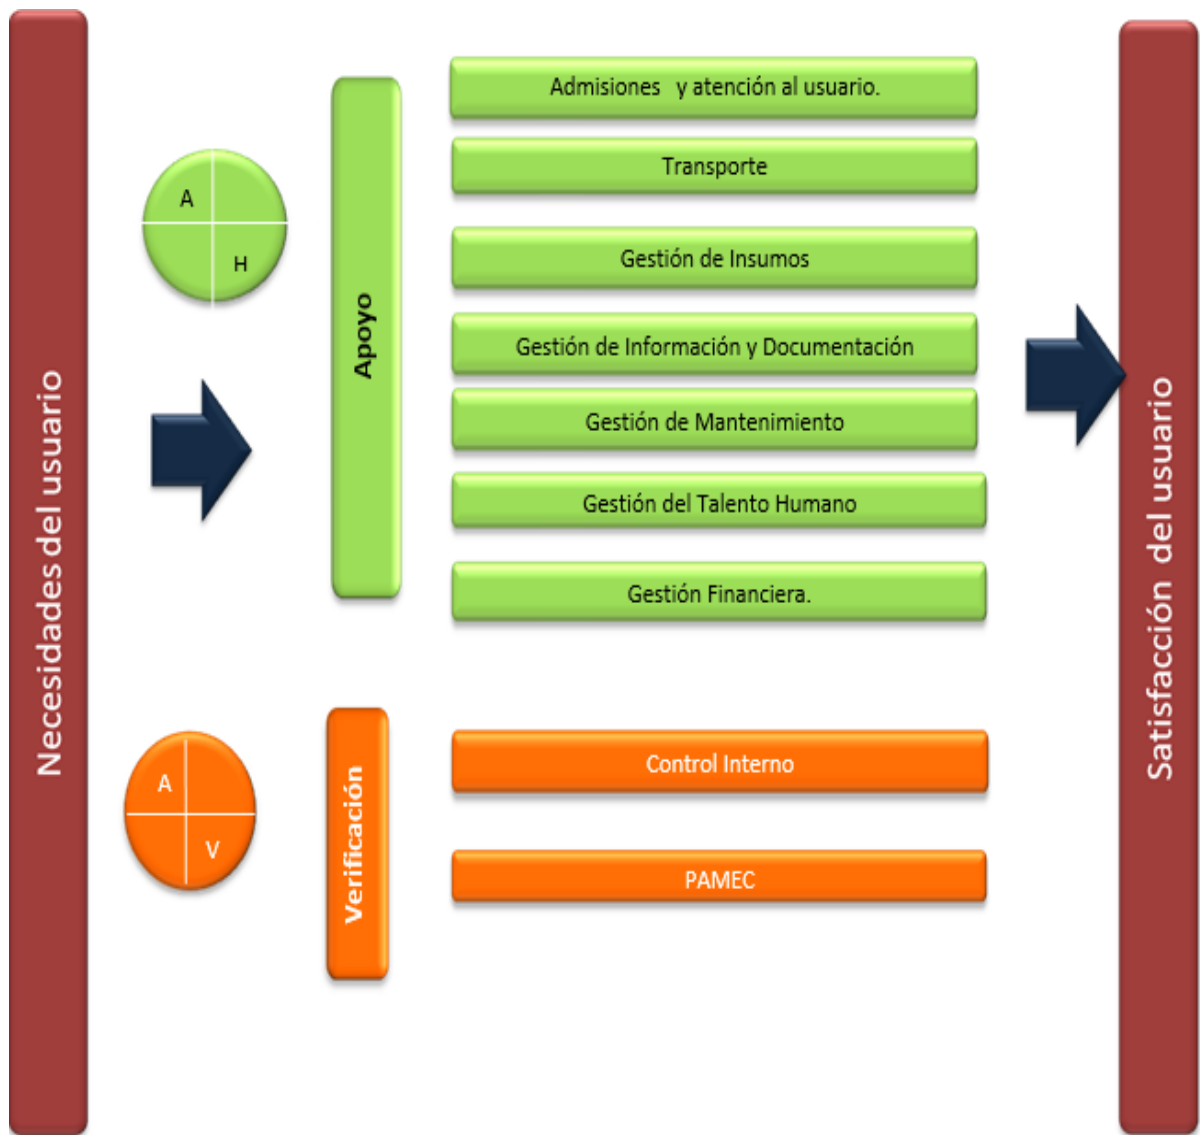 Necesidades del usuario
A
H
Apoyo
Admisiones y atención al usuario.
Transporte
Gestión de Insumos
Gestión de Información y Documentación
Gestión de Mantenimiento
Gestión del Talento Humano
Gestión Financiera.
A
V
Verificación
Control Interno
PAMEC
Satisfacción del usuario